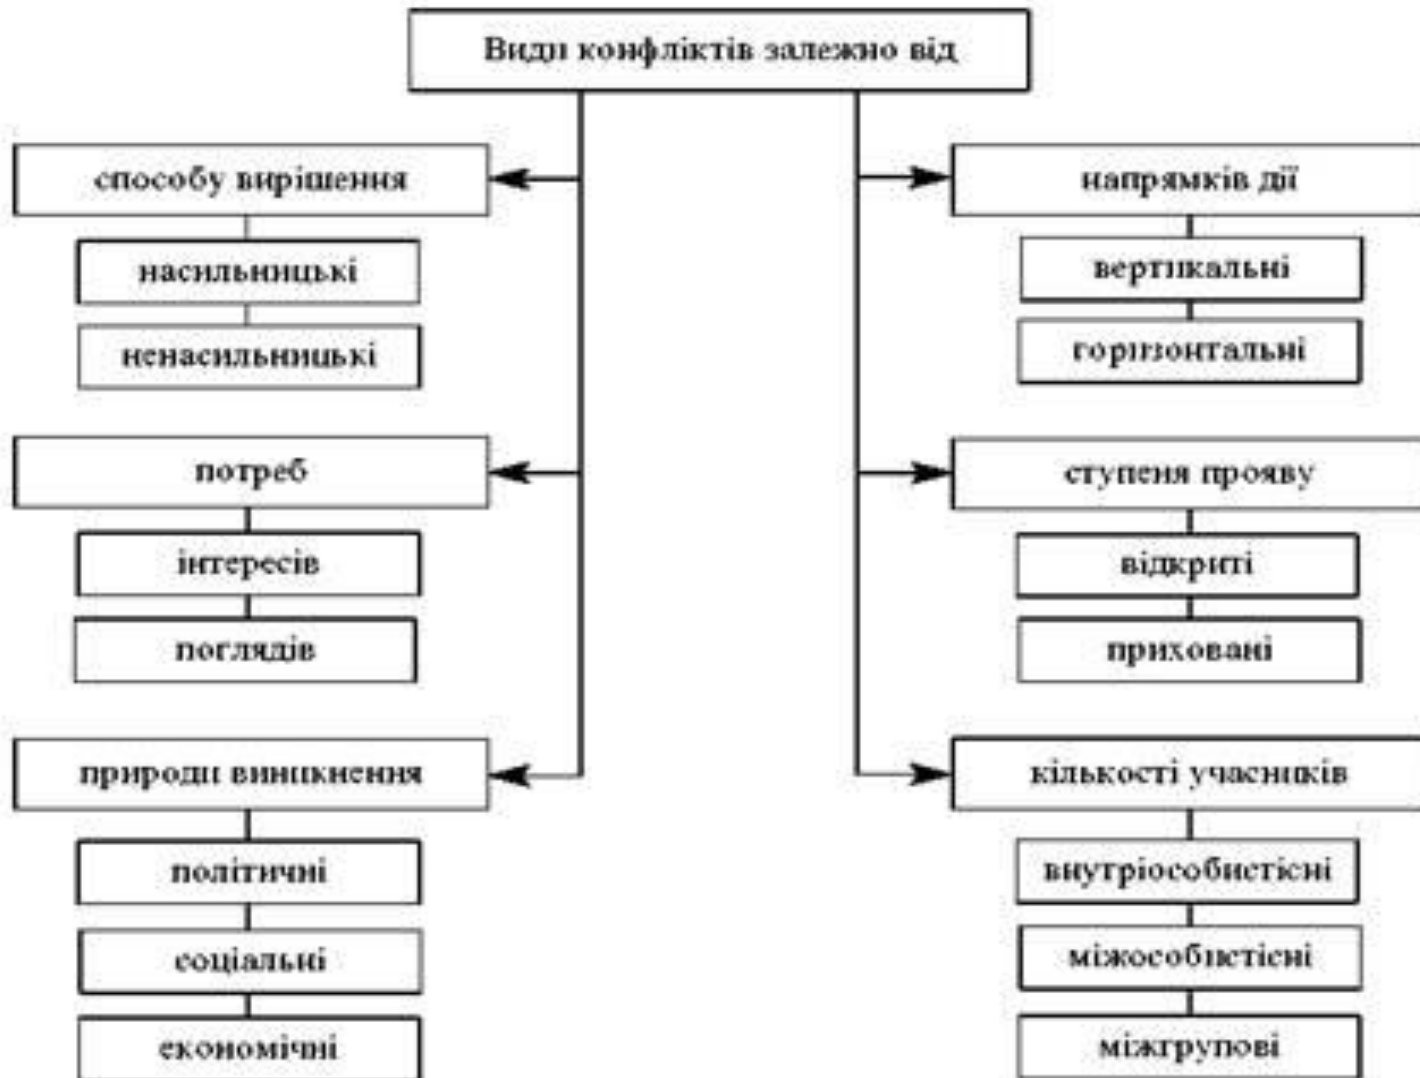 Види конфліктів залежно від
способу вирішення
насильницькі
ненасильницькі
потреб
інтересів
поглядів
природи виникнення
політичні
соціальні
економічні
напрямків дії
вертикальні
горизонтальні
ступеня прояву
відкриті
приховані
кількості учасників
внутріособистісні
міжособистісні
міжгрупові